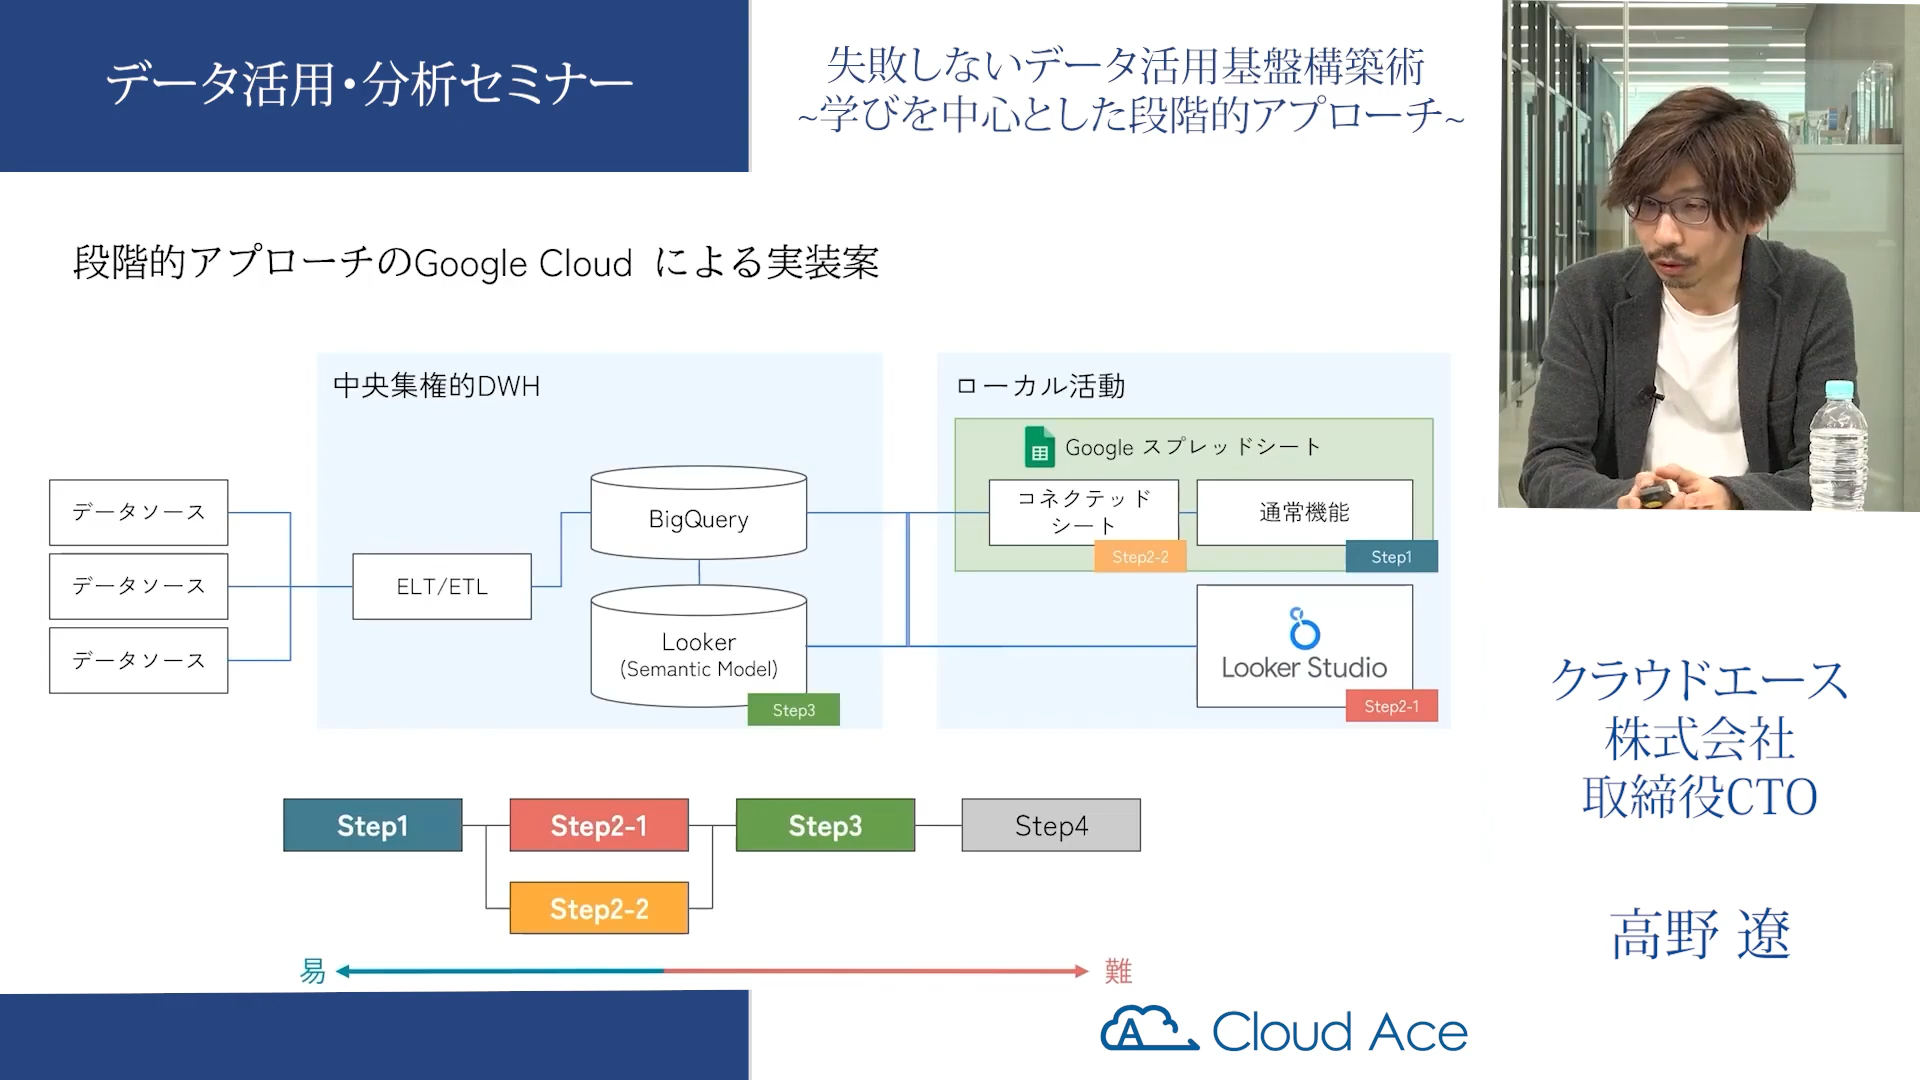 データ活用・分析セミナー
失敗しないデータ活用基盤構築術
~学びを中心とした段階的アプローチ~
段階的アプローチのGoogle Cloud による実装案
中央集権的DWH
データソース
データソース
データソース
ELT/ETL
BigQuery
Looker
(Semantic Model)
Step3
ローカル活動
Google スプレッドシート
コネクテッド
シート
Step2-2
通常機能
Step1
Looker Studio
Step2-1
Step1
Step2-1
Step3
Step4
Step2-2
易
難
クラウドエース
株式会社
取締役CTO
高野 遼
Cloud Ace